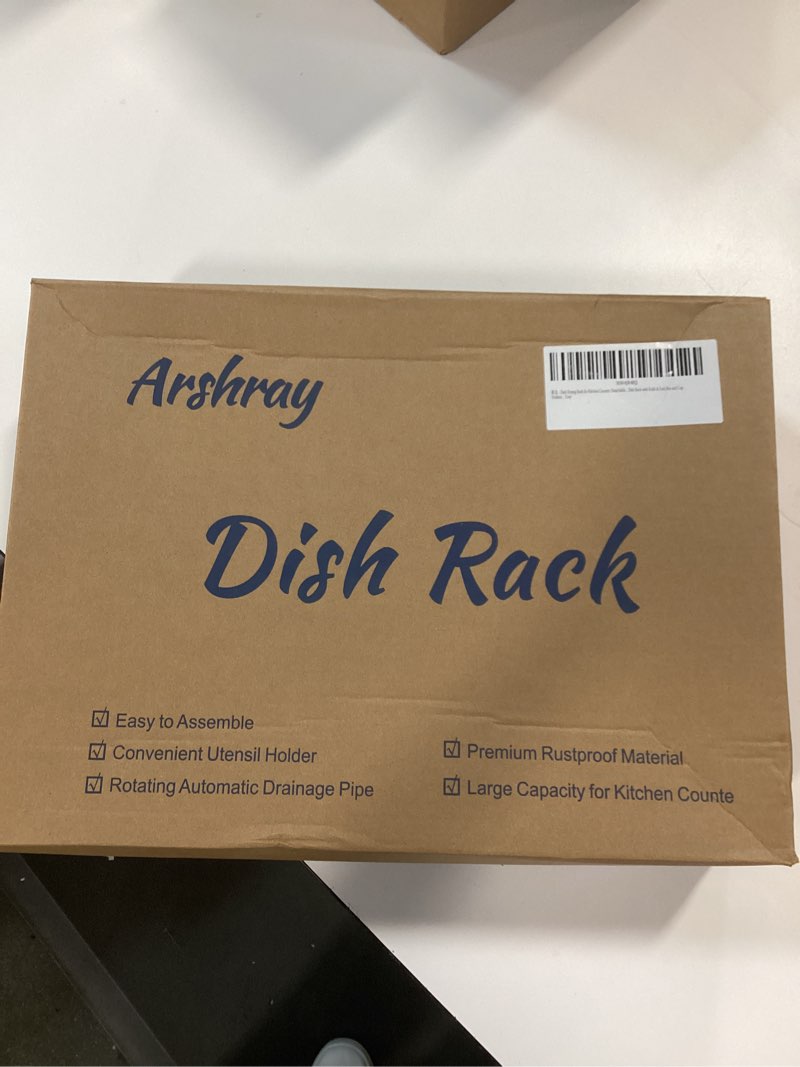 Arshray
Dish Rack
Easy to Assemble
Convenient Utensil Holder
Rotating Automatic Drainage Pipe
Premium Rustproof Material
Large Capacity for Kitchen Counte